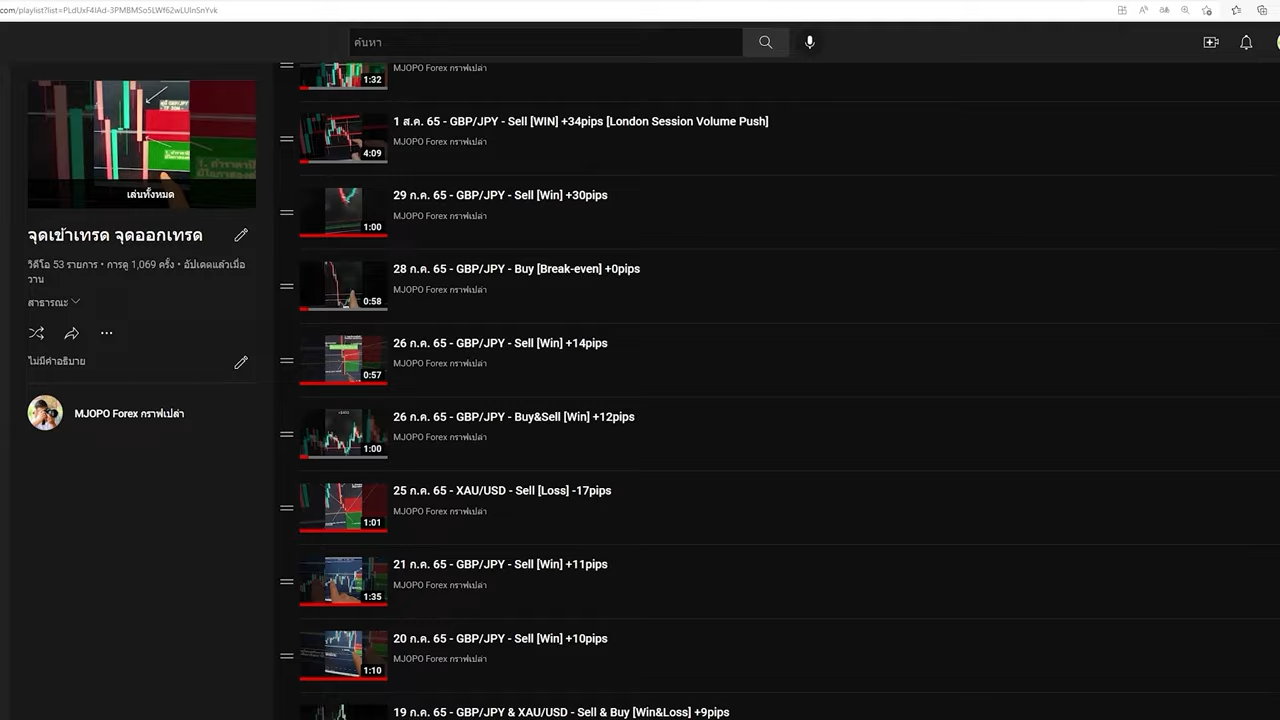 com/playlist?list=PLdUxF4lAd-3PMBMSo5LWf62wLUlnSnYvk
ค้นหา
เล่นทั้งหมด
จุดเข้าเทรด จุดออกเทรด
วิดีโอ 53 รายการ • การดู 1,069 ครั้ง • อัปเดตแล้วเมื่อ
วาน
สาธารณะ
ไม่มีคำอธิบาย
MJOPO Forex กราฟเปล่า
1:32
MJOPO Forex กราฟเปล่า
4:09
1 ส.ค. 65 - GBP/JPY - Sell [WIN] +34pips [London Session Volume Push]
MJOPO Forex กราฟเปล่า
1:00
29 ก.ค. 65 - GBP/JPY - Sell [Win] +30pips
MJOPO Forex กราฟเปล่า
0:58
28 ก.ค. 65 - GBP/JPY - Buy [Break-even] +0pips
MJOPO Forex กราฟเปล่า
0:57
26 ก.ค. 65 - GBP/JPY - Sell [Win] +14pips
MJOPO Forex กราฟเปล่า
1:00
26 ก.ค. 65 - GBP/JPY - Buy&Sell [Win] +12pips
MJOPO Forex กราฟเปล่า
1:01
25 ก.ค. 65 - XAU/USD - Sell [Loss] -17pips
MJOPO Forex กราฟเปล่า
1:35
21 ก.ค. 65 - GBP/JPY - Sell [Win] +11pips
MJOPO Forex กราฟเปล่า
1:10
20 ก.ค. 65 - GBP/JPY - Sell [Win] +10pips
MJOPO Forex กราฟเปล่า
19 ก.ค. 65 - GBP/JPY & XAU/USD - Sell & Buy [Win&Loss] +9pips